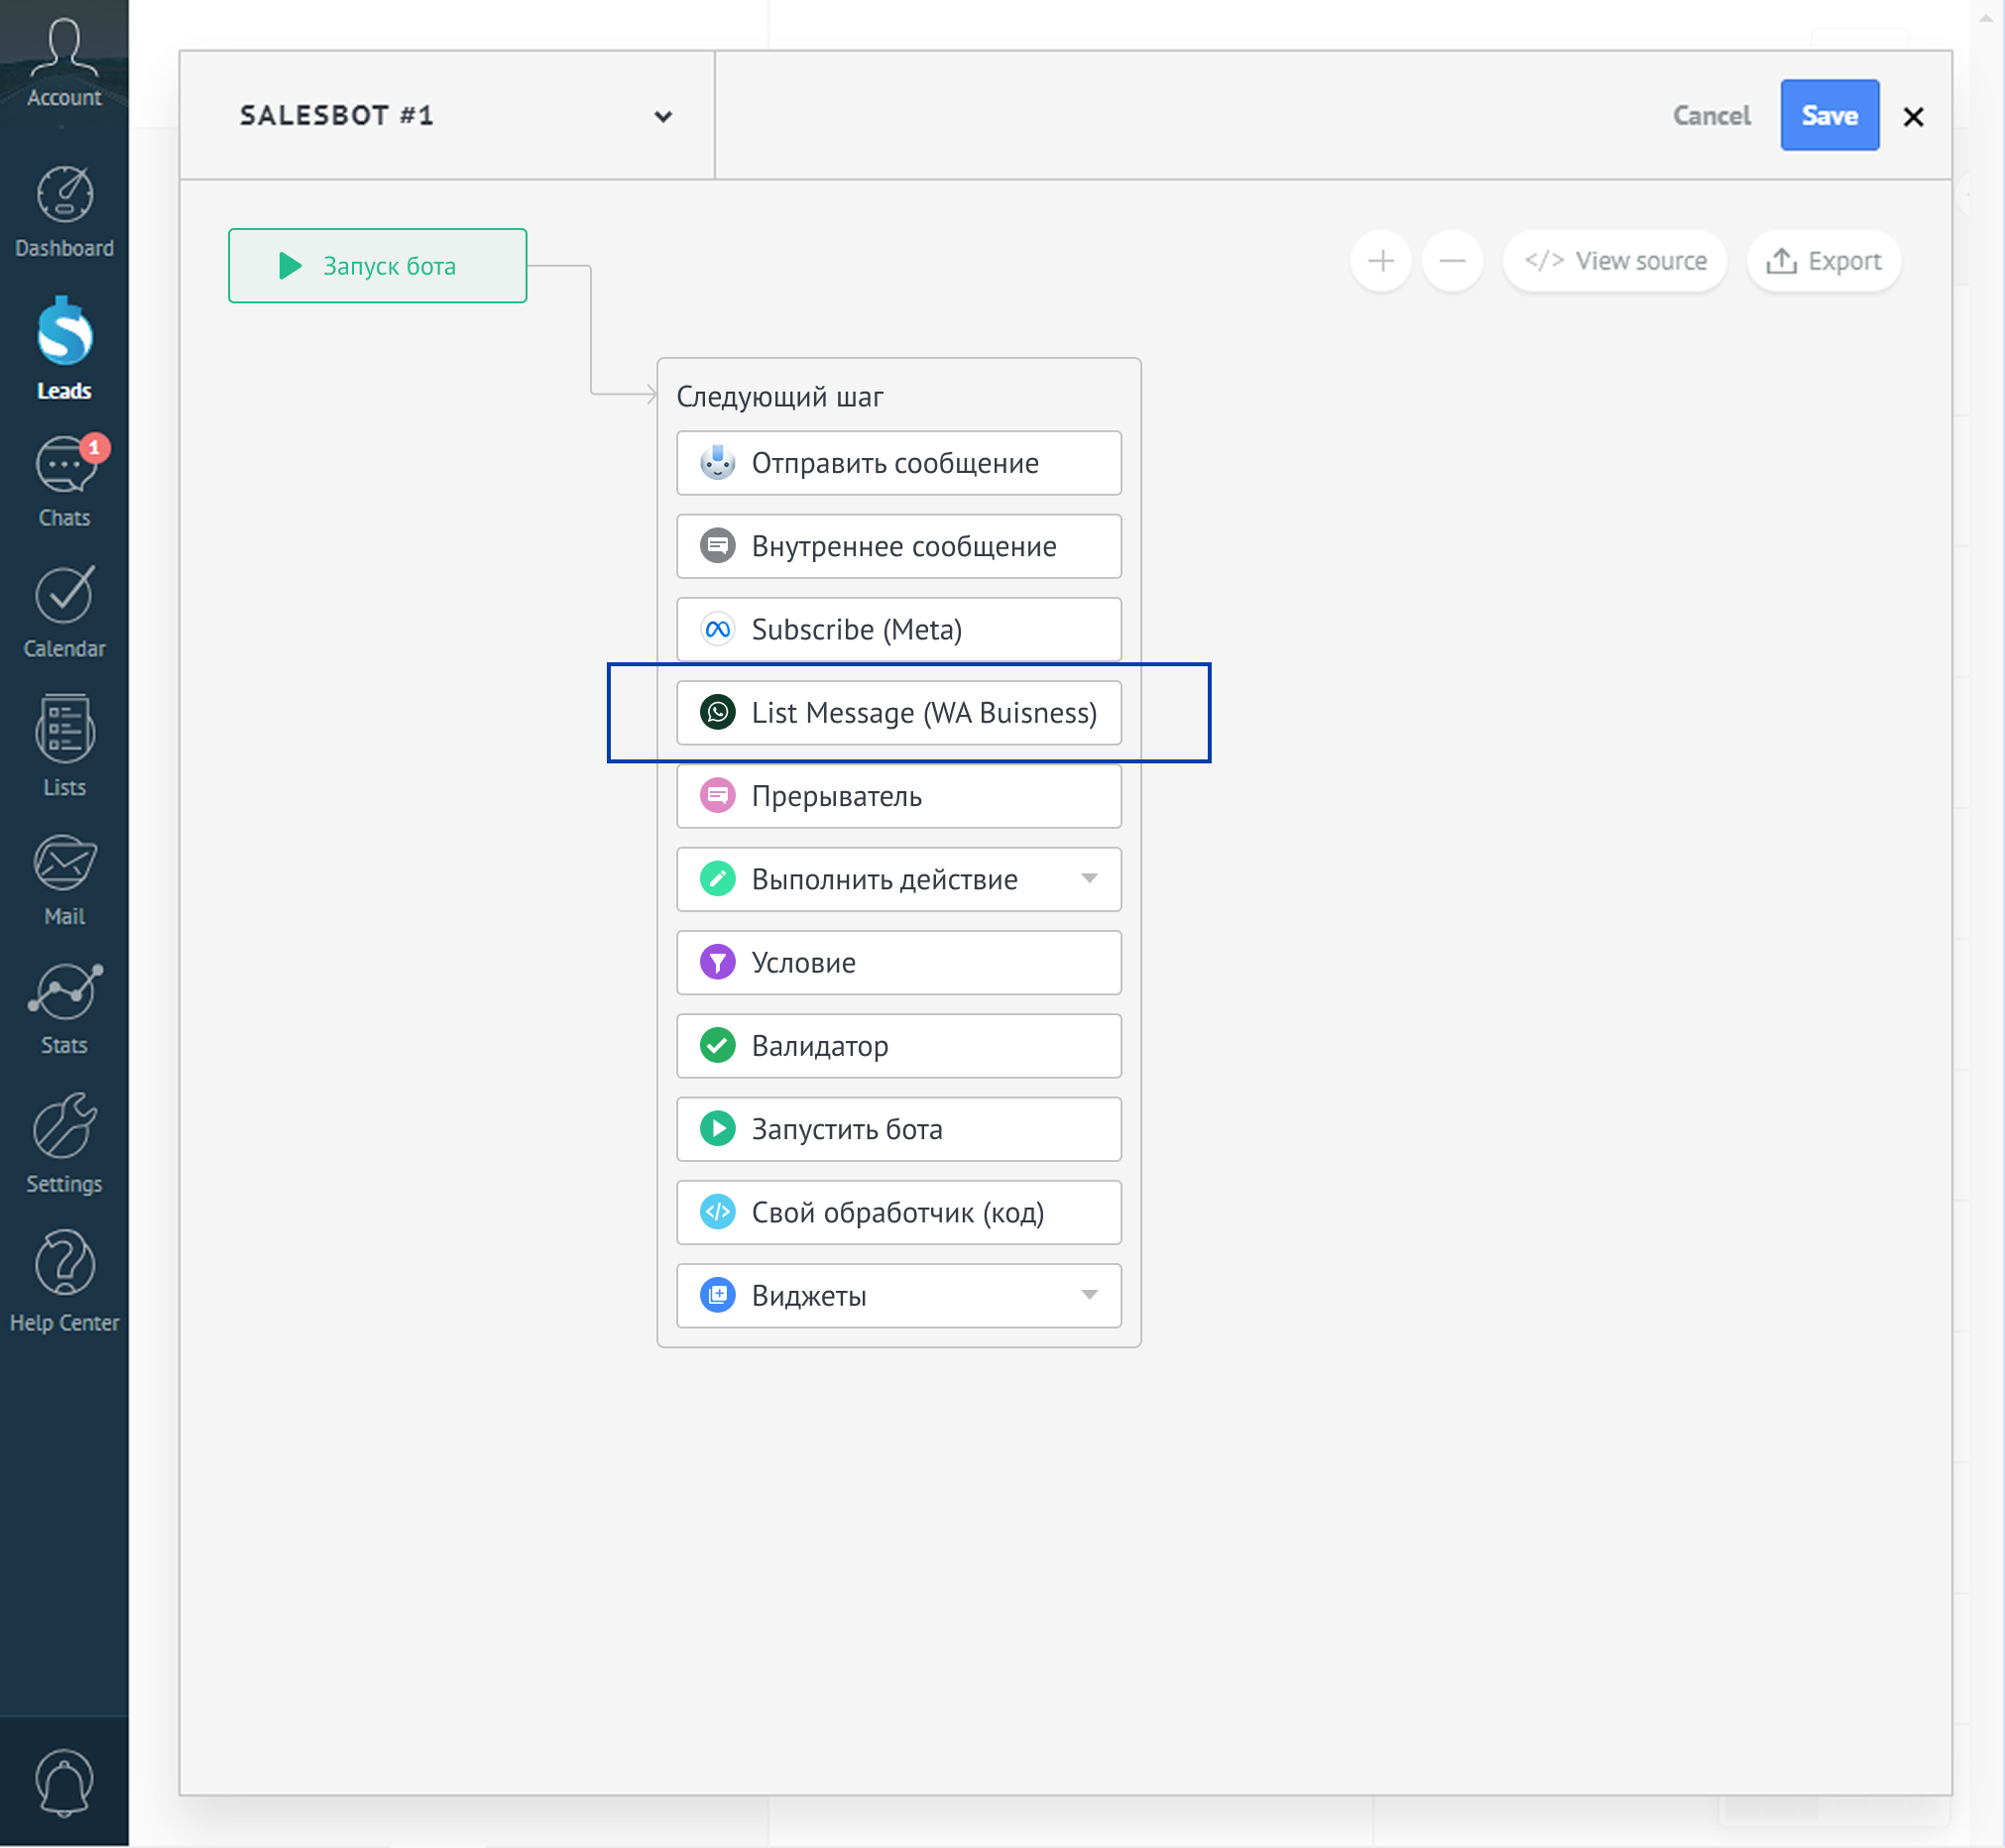 Account
Dashboard
Leads
1
Chats
Calendar
Lists
Mail
Stats
Settings
Help Center
SALESBOT #1
Cancel
Save
Запуск бота
</> View source
Export
Следующий шаг
Отправить сообщение
Внутреннее сообщение
Subscribe (Meta)
List Message (WA Buisness)
Прерыватель
Выполнить действие
Условие
Валидатор
Запустить бота
Свой обработчик (код)
Виджеты